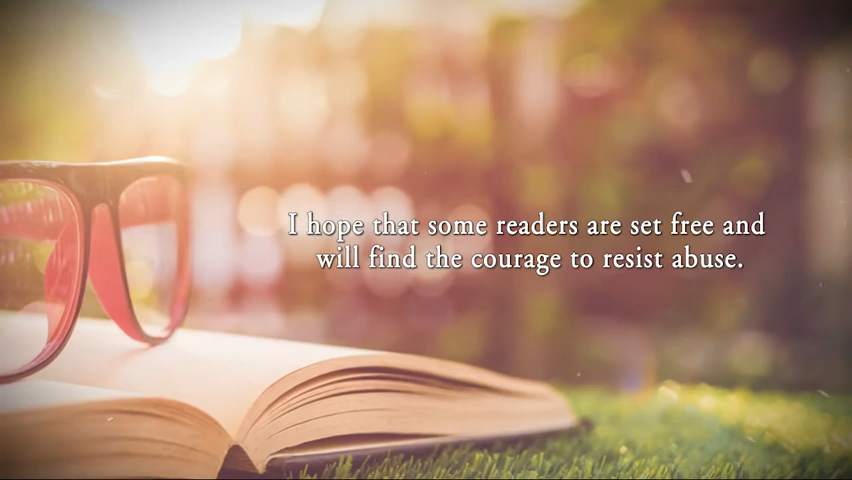 I hope that some readers are set free and
will find the courage to resist abuse.